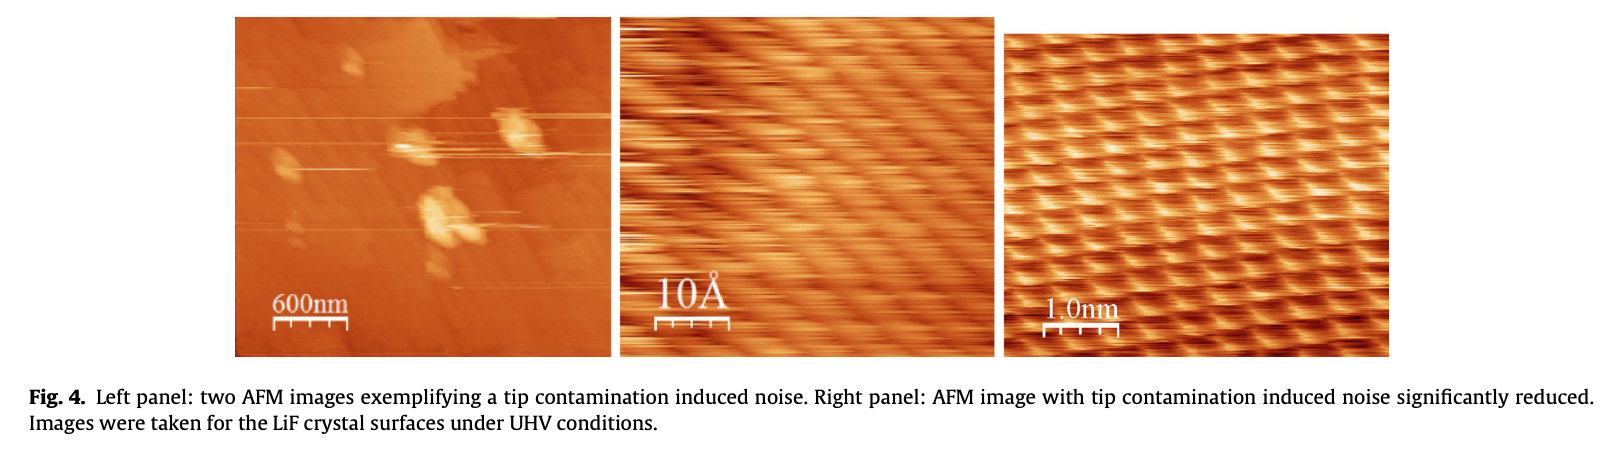 600nm
10Å
1.0nm
Fig. 4. Left panel: two AFM images exemplifying a tip contamination induced noise. Right panel: AFM image with tip contamination induced noise significantly reduced.
Images were taken for the LiF crystal surfaces under UHV conditions.